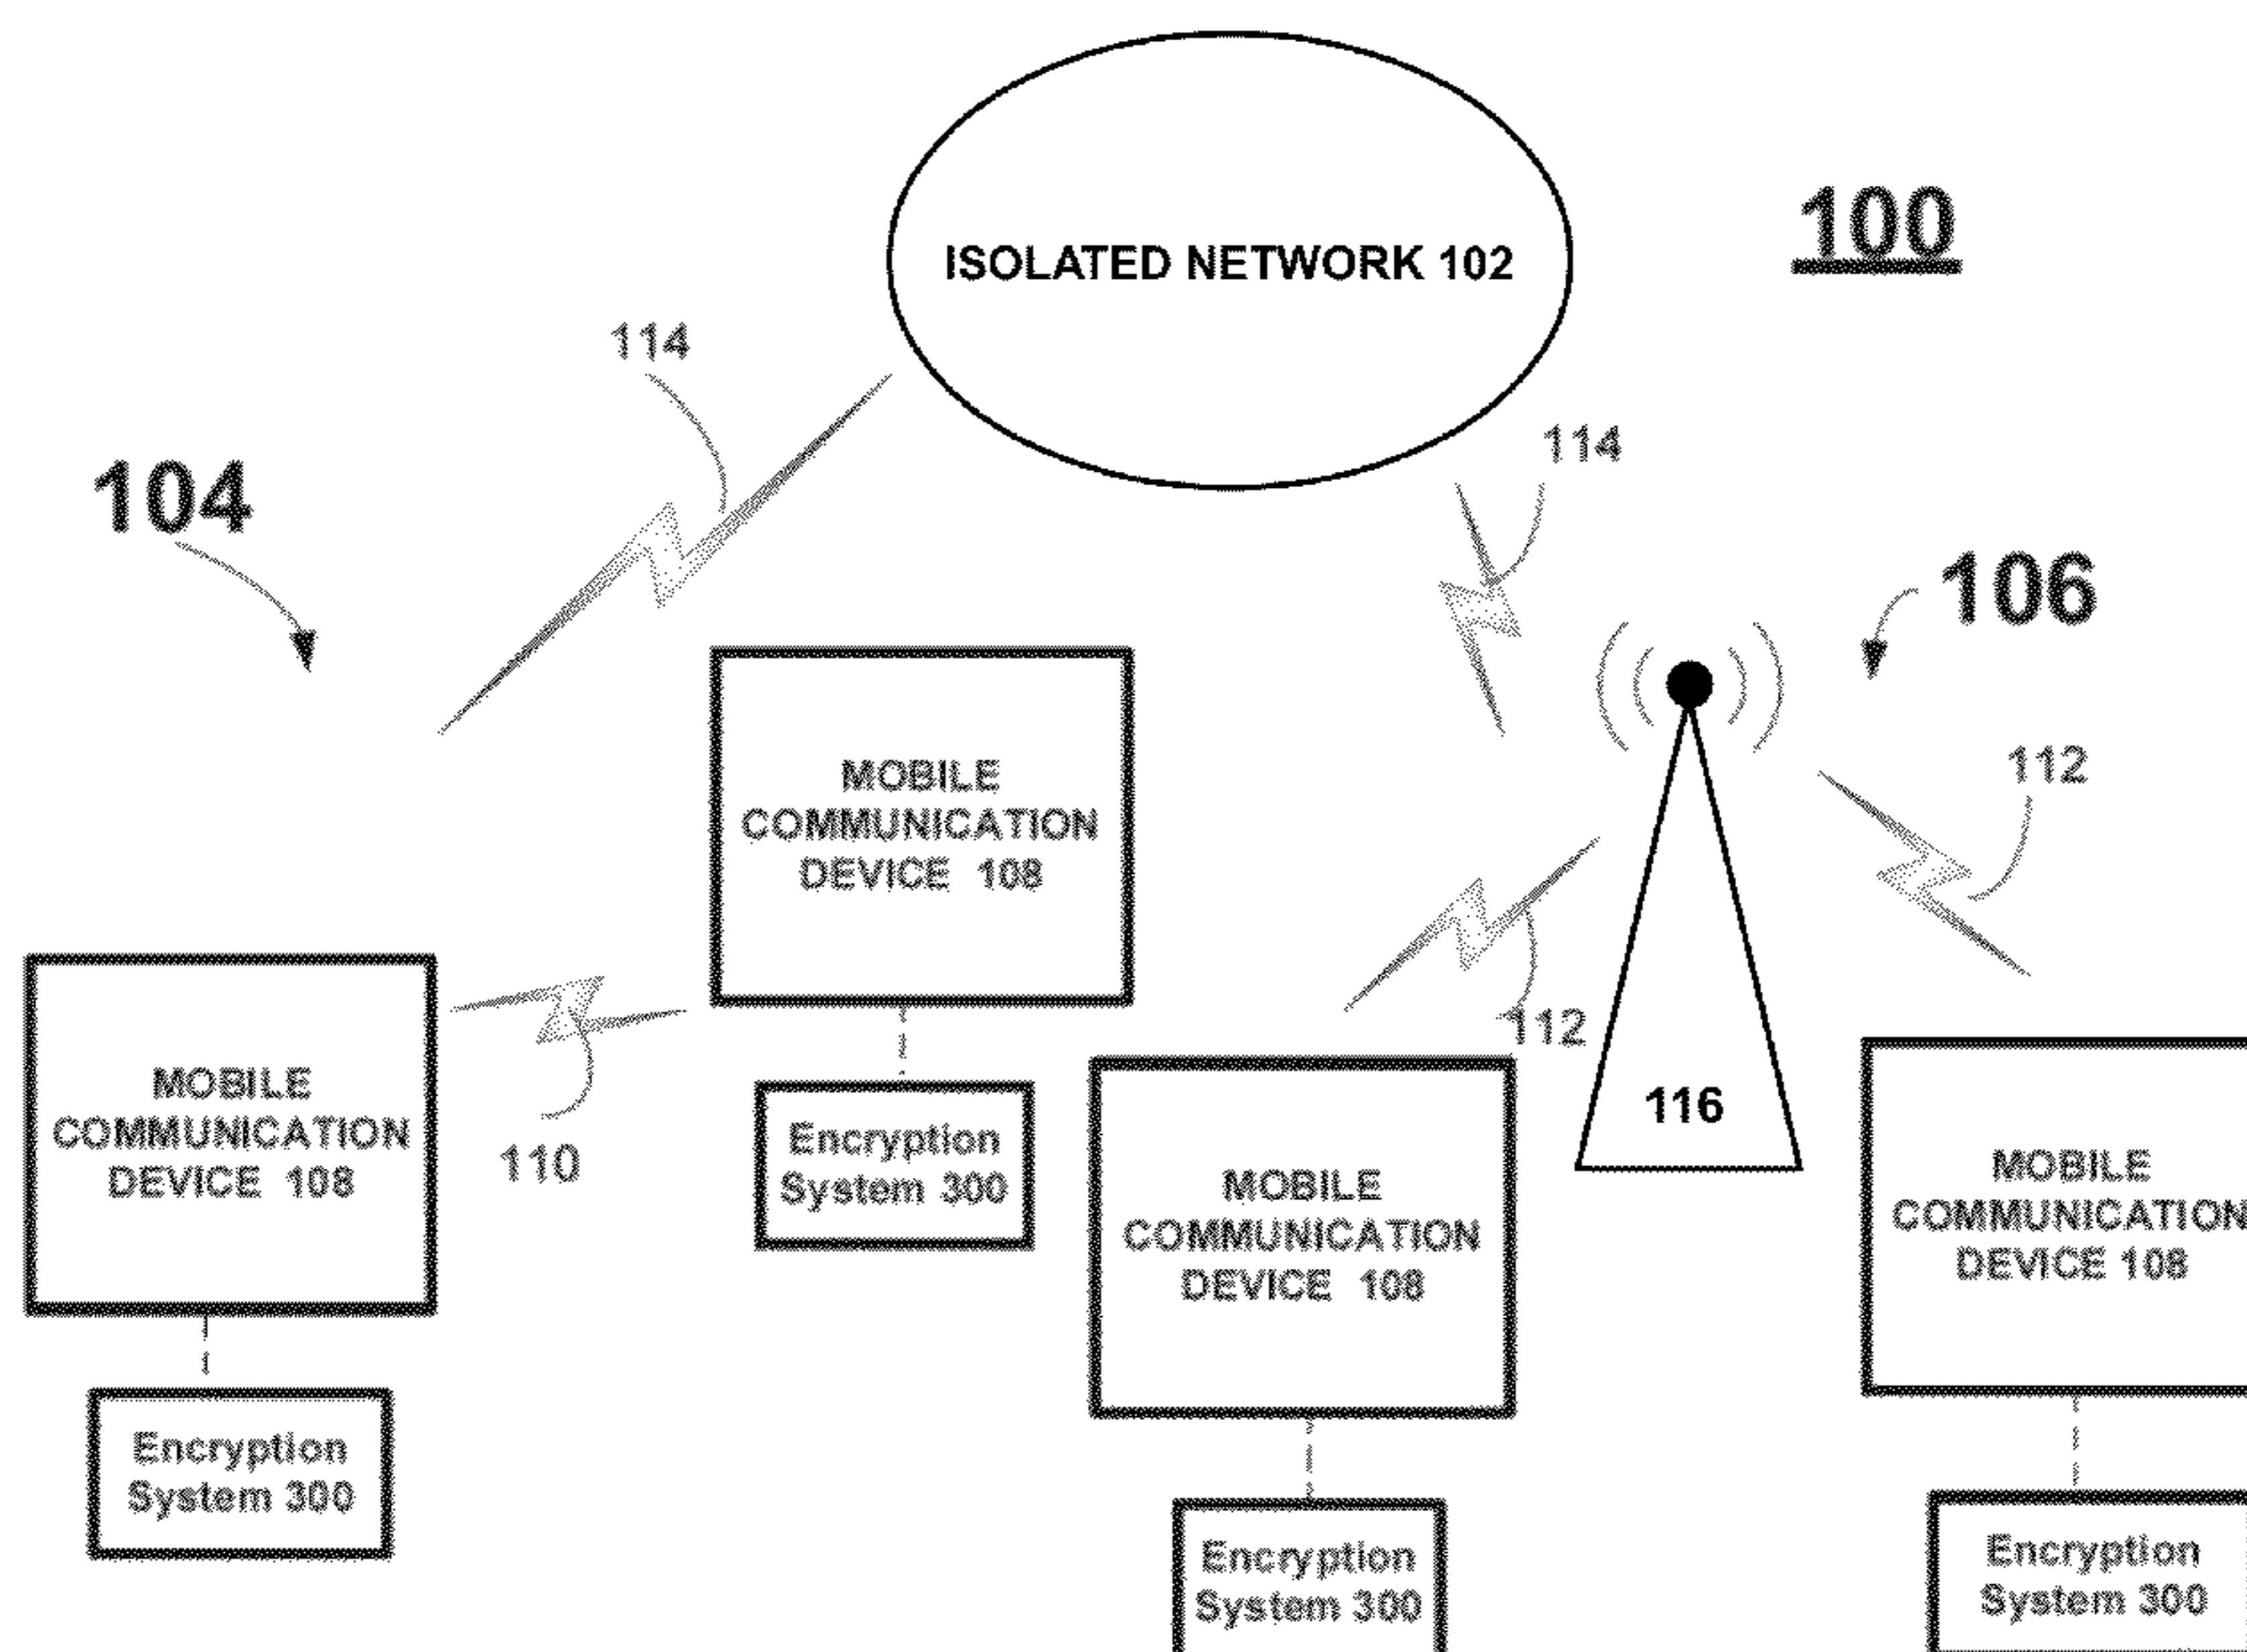 ISOLATED NETWORK 102
100
114
114
104
106
MOBILE
COMMUNICATION
DEVICE 108
112
112
MOBILE
COMMUNICATION
DEVICE 108
110
Encryption
System 300
MOBILE
COMMUNICATION
DEVICE 108
116
MOBILE
COMMUNICATION
DEVICE 108
Encryption
System 300
Encryption
System 300
Encryption
System 300